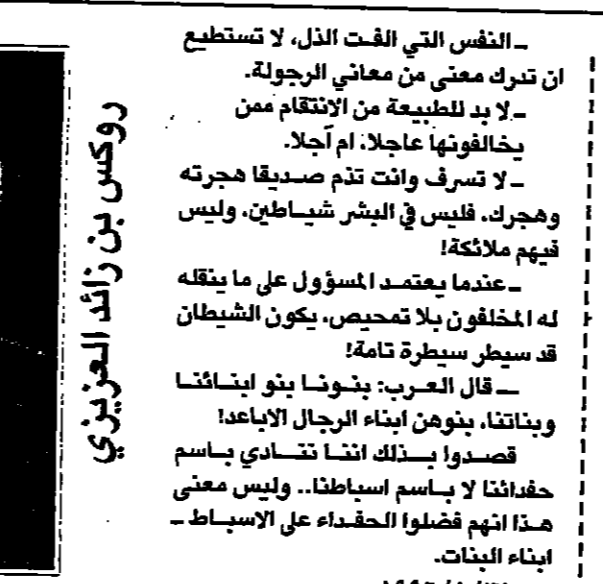 ـ النفس التي الفت الذل، لا تستطيع
ان تدرك معنى من معاني الرجولة.
ـ لا بد للطبيعة من الانتقام ممن
يخالفونها عاجلا، ام آجلا.
ـ لا تسرف وانت تذم صديقا هجرته
وهجرك. فليس في البشر شياطين، وليس
فيهم ملائكة!
ـ عندما يعتمد المسؤول على ما ينقله
له المخلفون بلا تمحيص، يكون الشيطان
قد سيطر سيطرة تامة!
ـ قال العرب: بنونا بنو ابنائنا
وبناتنا، بنوهن ابناء الرجال الاباعد!
قصدوا بذلك اننا نتنادي باسم
حفدائنا لا باسم اسباطنا.. وليس معنى
هذا انهم فضلوا الحفداء على الاسباط ـ
ابناء البنات.
روكس بن زائد العزيزي